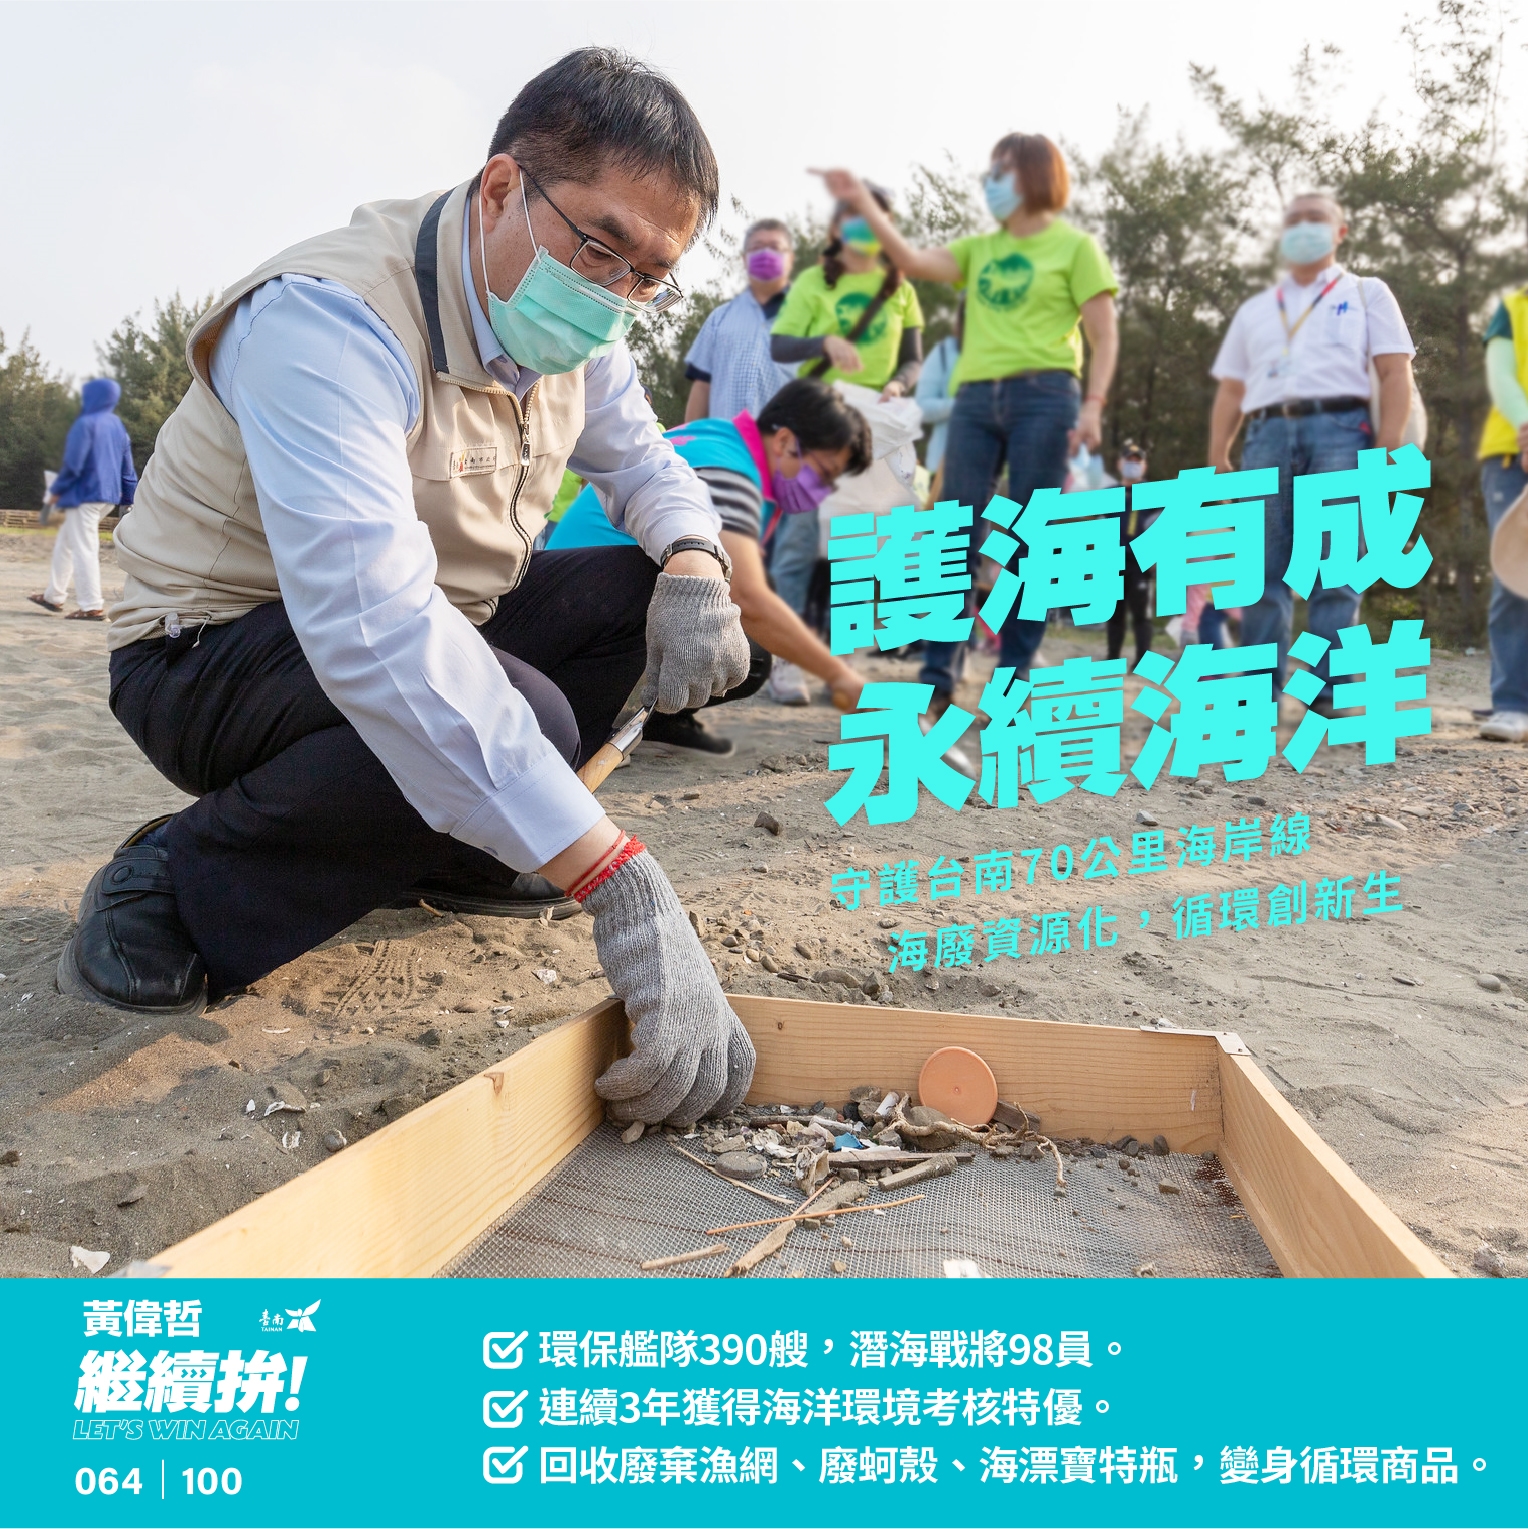 護海有成
永續海洋
守護台南70公里海岸線
海廢資源化，循環創新生
黃偉哲
臺南
TAINAN
繼續拚!
LET'S WIN AGAIN
064 | 100
環保艦隊390艘，潛海戰將98員。
連續3年獲得海洋環境考核特優。
回收廢棄漁網、廢蚵殼、海漂寶特瓶，變身循環商品。